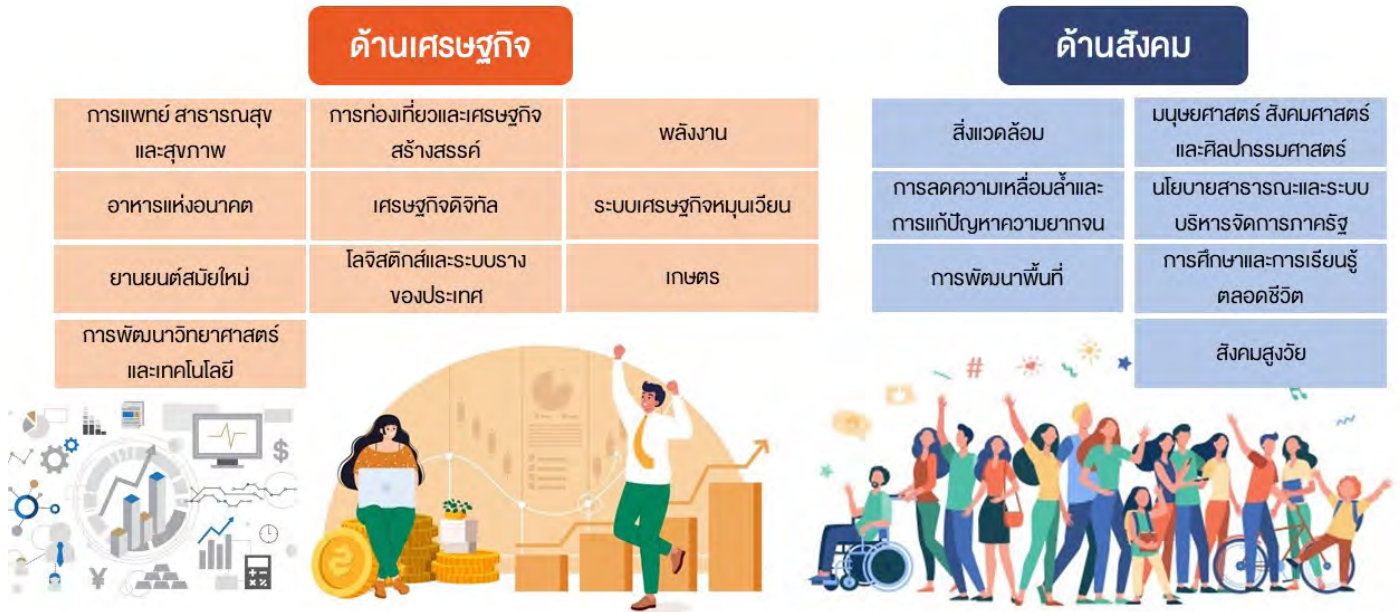 ด้านเศรษฐกิจ
การแพทย์ สาธารณสุข
และสุขภาพ
การท่องเที่ยวและเศรษฐกิจ
สร้างสรรค์
พลังงาน
อาหารแห่งอนาคต
เศรษฐกิจดิจิทัล
ระบบเศรษฐกิจหมุนเวียน
ยานยนต์สมัยใหม่
โลจิสติกส์และระบบราง
ของประเทศ
เกษตร
การพัฒนาวิทยาศาสตร์
และเทคโนโลยี
ด้านสังคม
สิ่งแวดล้อม
มนุษยศาสตร์ สังคมศาสตร์
และศิลปกรรมศาสตร์
การลดความเหลื่อมล้ำและ
การแก้ปัญหาความยากจน
นโยบายสาธารณะและระบบ
บริหารจัดการภาครัฐ
การพัฒนาพื้นที่
การศึกษาและการเรียนรู้
ตลอดชีวิต
สังคมสูงวัย